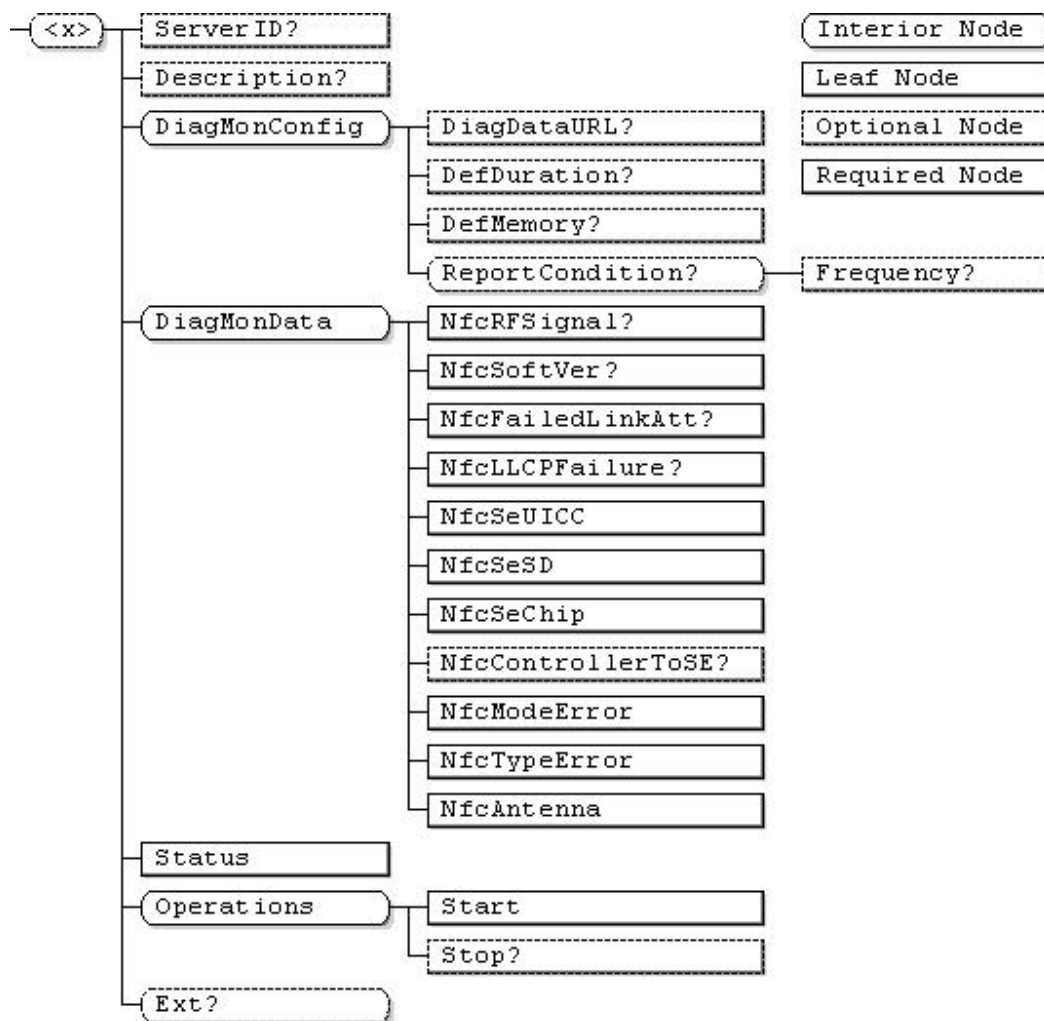 <x>
ServerID?
Interior Node
Description?
Leaf Node
DiagMonConfig
DiagDataURL?
Optional Node
DefDuration?
Required Node
DefMemory?
ReportCondition?
Frequency?
DiagMonData
NfcRFSignal?
NfcSoftVer?
NfcFailedLinkAtt?
NfcLLCPFailure?
NfcSeUICC
NfcSeSD
NfcSeChip
NfcControllerToSE?
NfcModeError
NfcTypeError
NfcAntenna
Status
Operations
Start
Stop?
Ext?